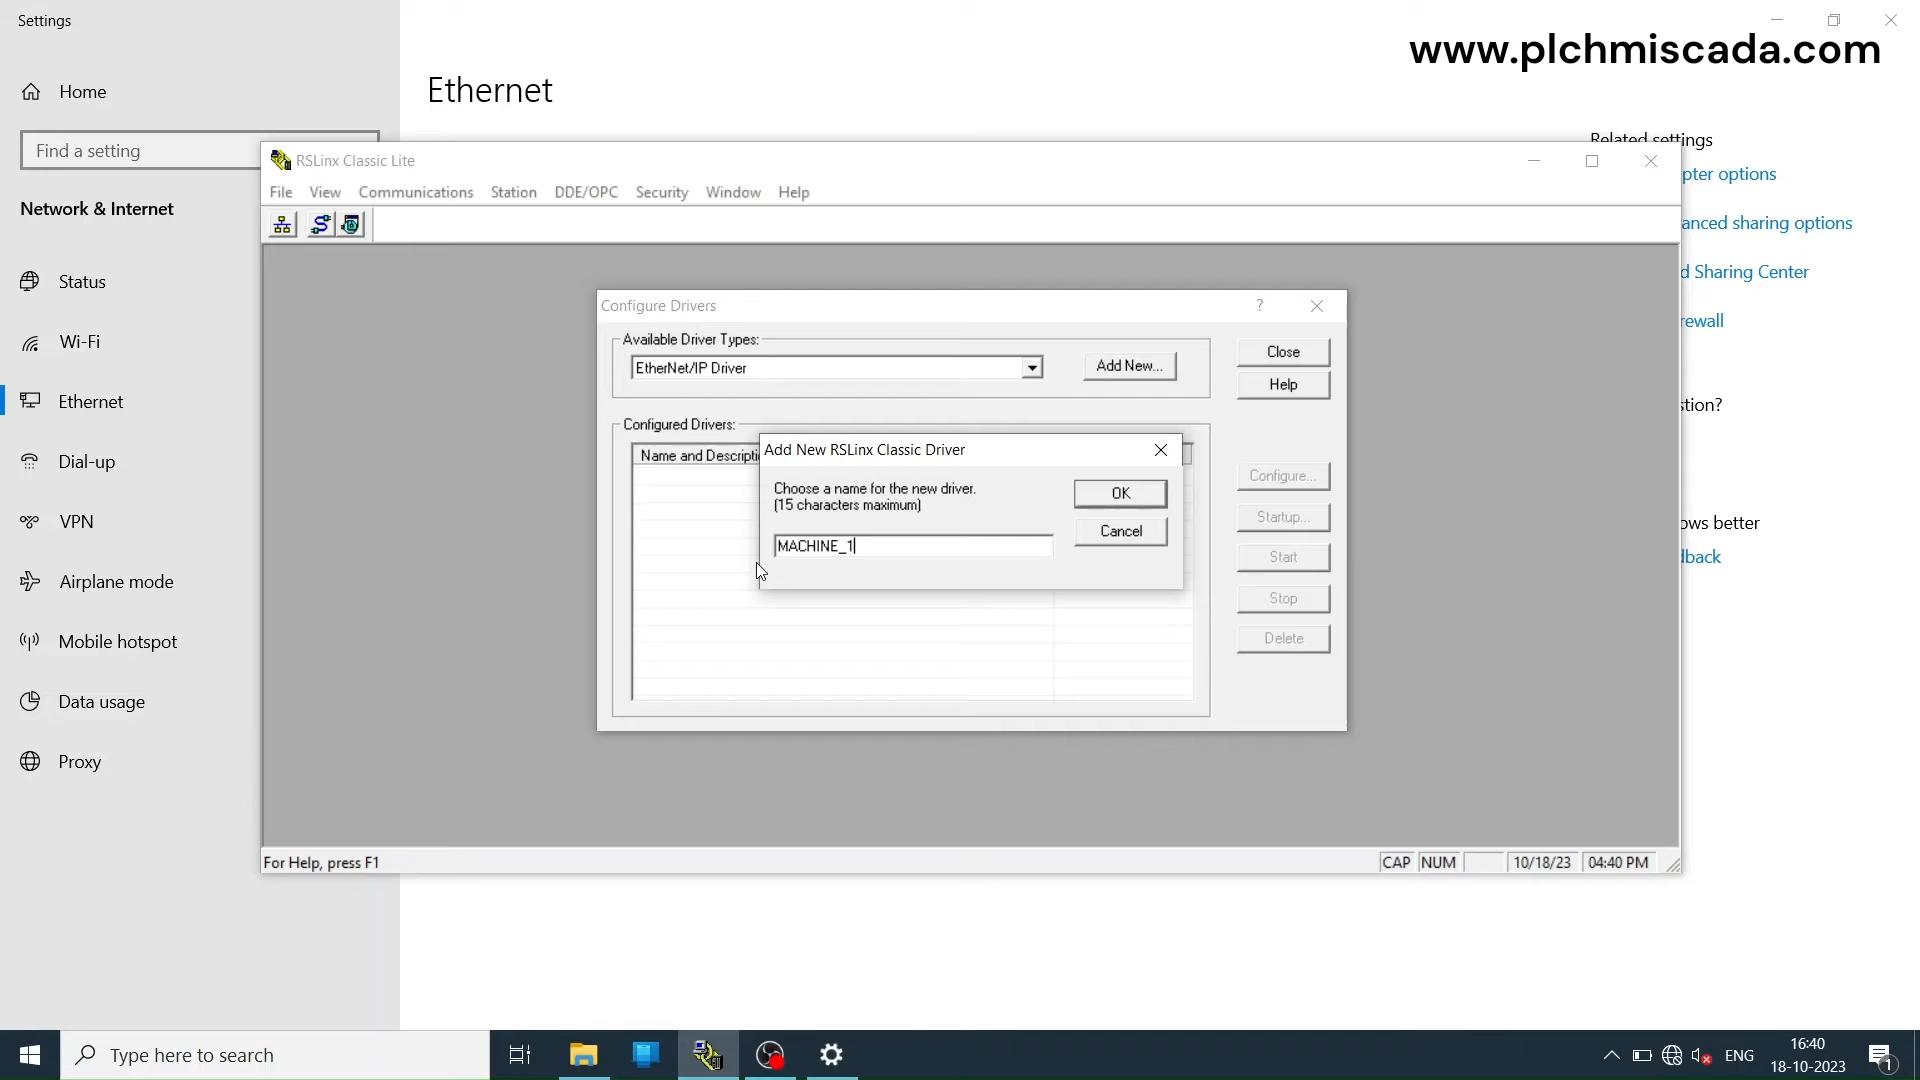 Settings
www.plchmiscada.com
Home
Ethernet
Find a setting
Related settings
RSLinx Classic Lite
pter options
File View Communications Station DDE/OPC Security Window Help
Network & Internet
anced sharing options
d Sharing Center
Status
Configure Drivers
?
rewall
Available Driver Types:
EtherNet/IP Driver
Add New...
Close
Help
Wi-Fi
Ethernet
stion?
Configured Drivers:
Name and Descripti
Add New RSLinx Classic Driver
Choose a name for the new driver.
(15 characters maximum)
OK
Cancel
MACHINE_1
Configure...
Startup...
Start
Stop
Delete
ows better
dback
Dial-up
VPN
Airplane mode
Mobile hotspot
Data usage
Proxy
For Help, press F1
CAP NUM 10/18/23 04:40 PM
Type here to search
ENG
16:40
18-10-2023
1